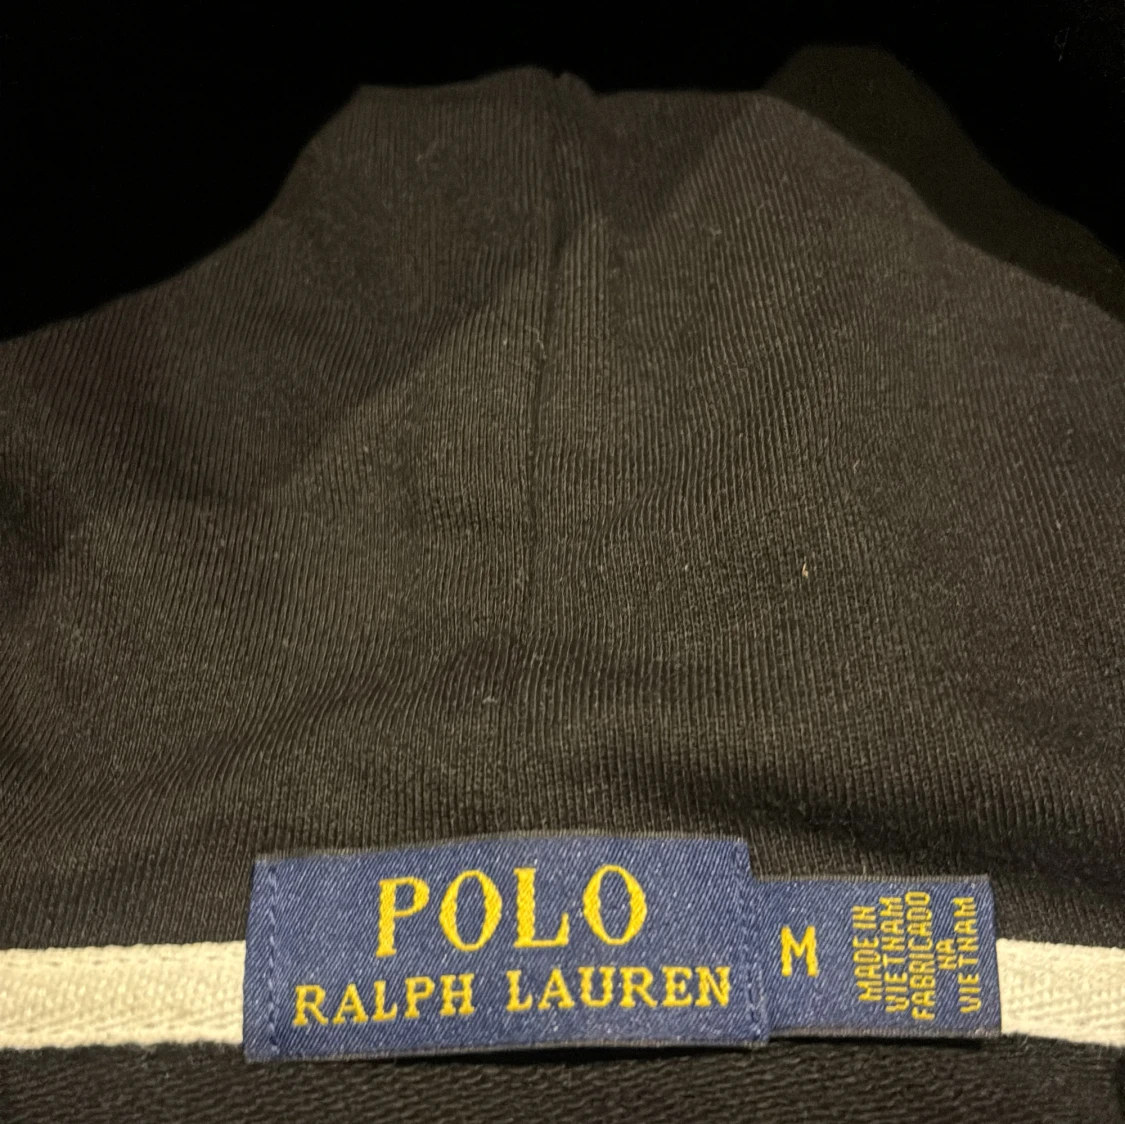 POLO
RALPH LAUREN
M
MADE IN
VIETNAM
FABRICADO
NA
VIETNAM